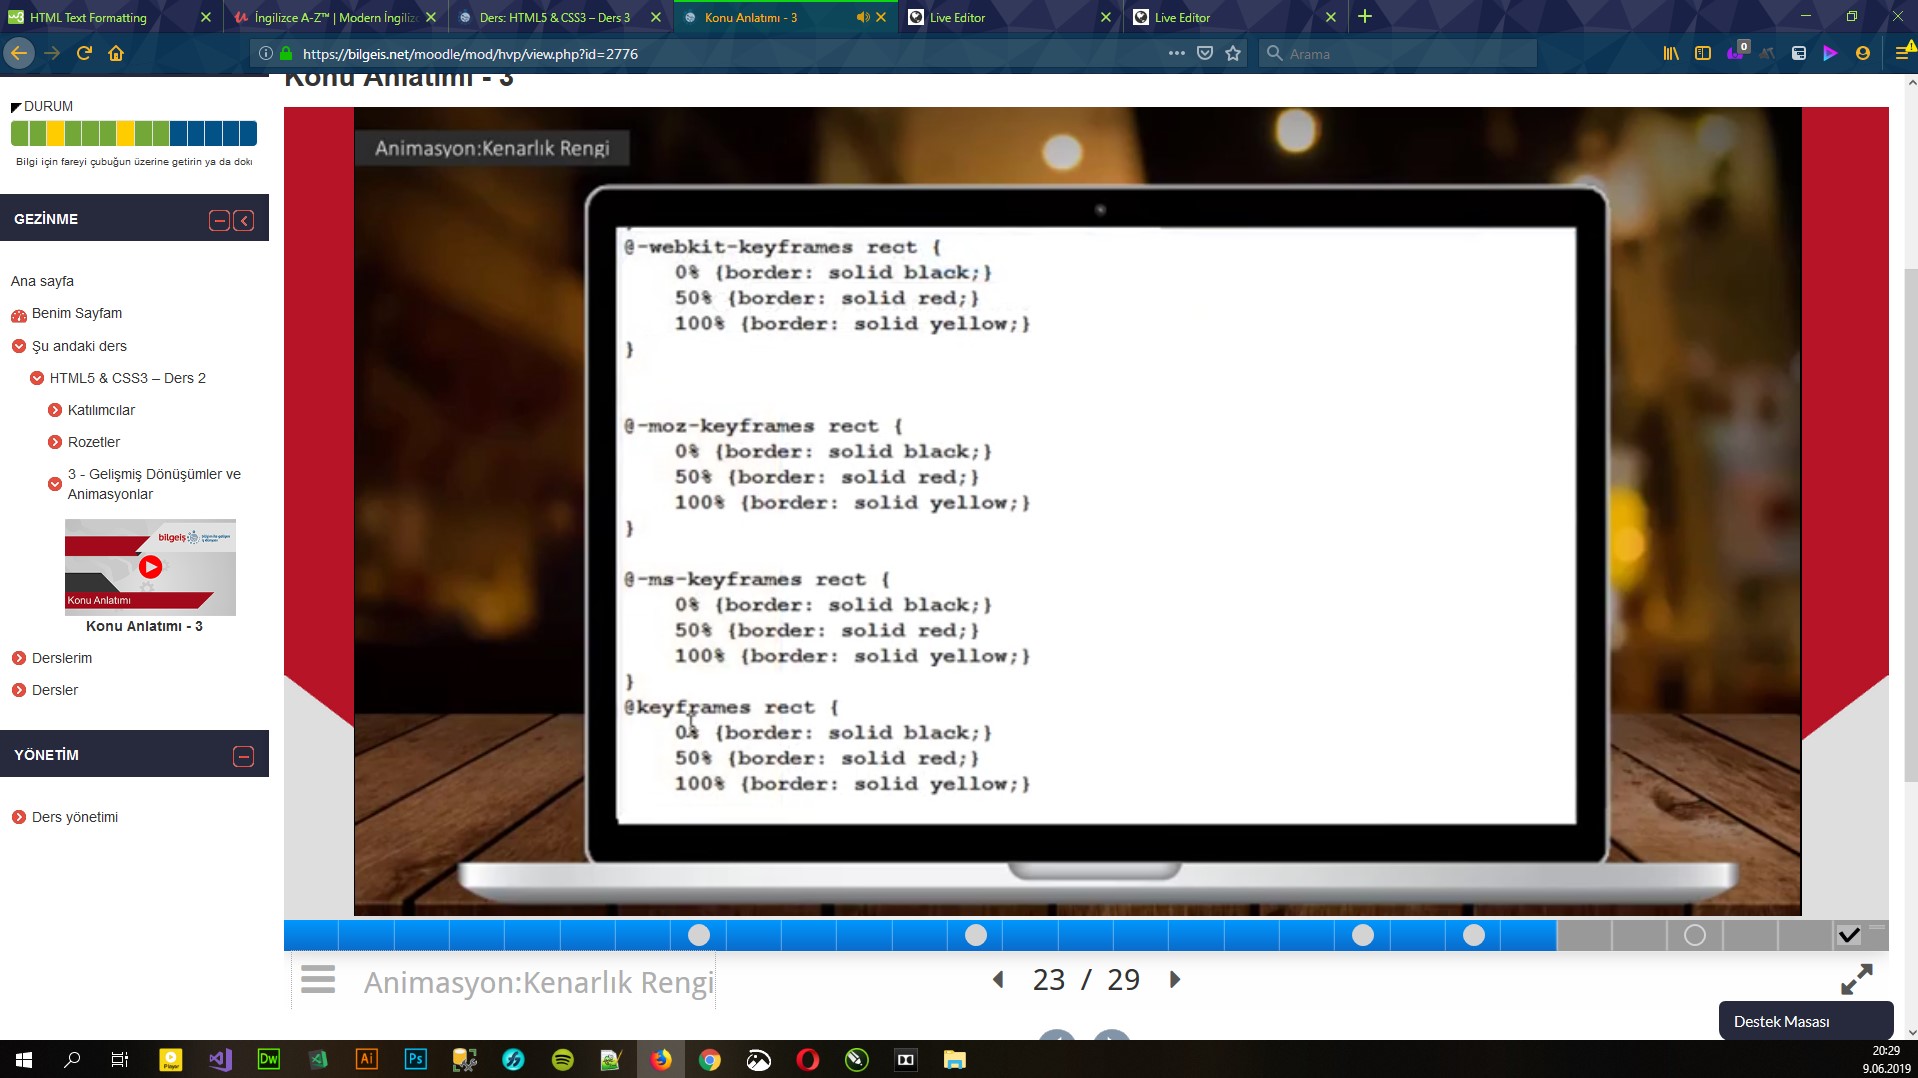 HTML Text Formatting
İngilizce A-Z™ | Modern İngiliz
Ders: HTML5 & CSS3 – Ders 3
Konu Anlatımı - 3
Live Editor
Live Editor
https://bilgeis.net/moodle/mod/hvp/view.php?id=2776
Arama
0
Konu Anlatımı - 3
DURUM
Bilgi için fareyi çubuğun üzerine getirin ya da dokı
GEZİNME
Ana sayfa
Benim Sayfam
Şu andaki ders
HTML5 & CSS3 – Ders 2
Katılımcılar
Rozetler
3 - Gelişmiş Dönüşümler ve
Animasyonlar
bilgeiş
Konu Anlatımı
Konu Anlatımı - 3
Derslerim
Dersler
YÖNETİM
Ders yönetimi
Animasyon:Kenarlık Rengi
@-webkit-keyframes rect {
0% {border: solid black;}
50% {border: solid red;}
100% {border: solid yellow;}
}
@-moz-keyframes rect {
0% {border: solid black;}
50% {border: solid red;}
100% {border: solid yellow;}
}
@-ms-keyframes rect {
0% {border: solid black;}
50% {border: solid red;}
100% {border: solid yellow;}
}
@keyframes rect {
0% {border: solid black;}
50% {border: solid red;}
100% {border: solid yellow;}
Animasyon:Kenarlık Rengi
23 / 29
Destek Masası
Player
Dw
Ai
Ps
20:29
9.06.2019